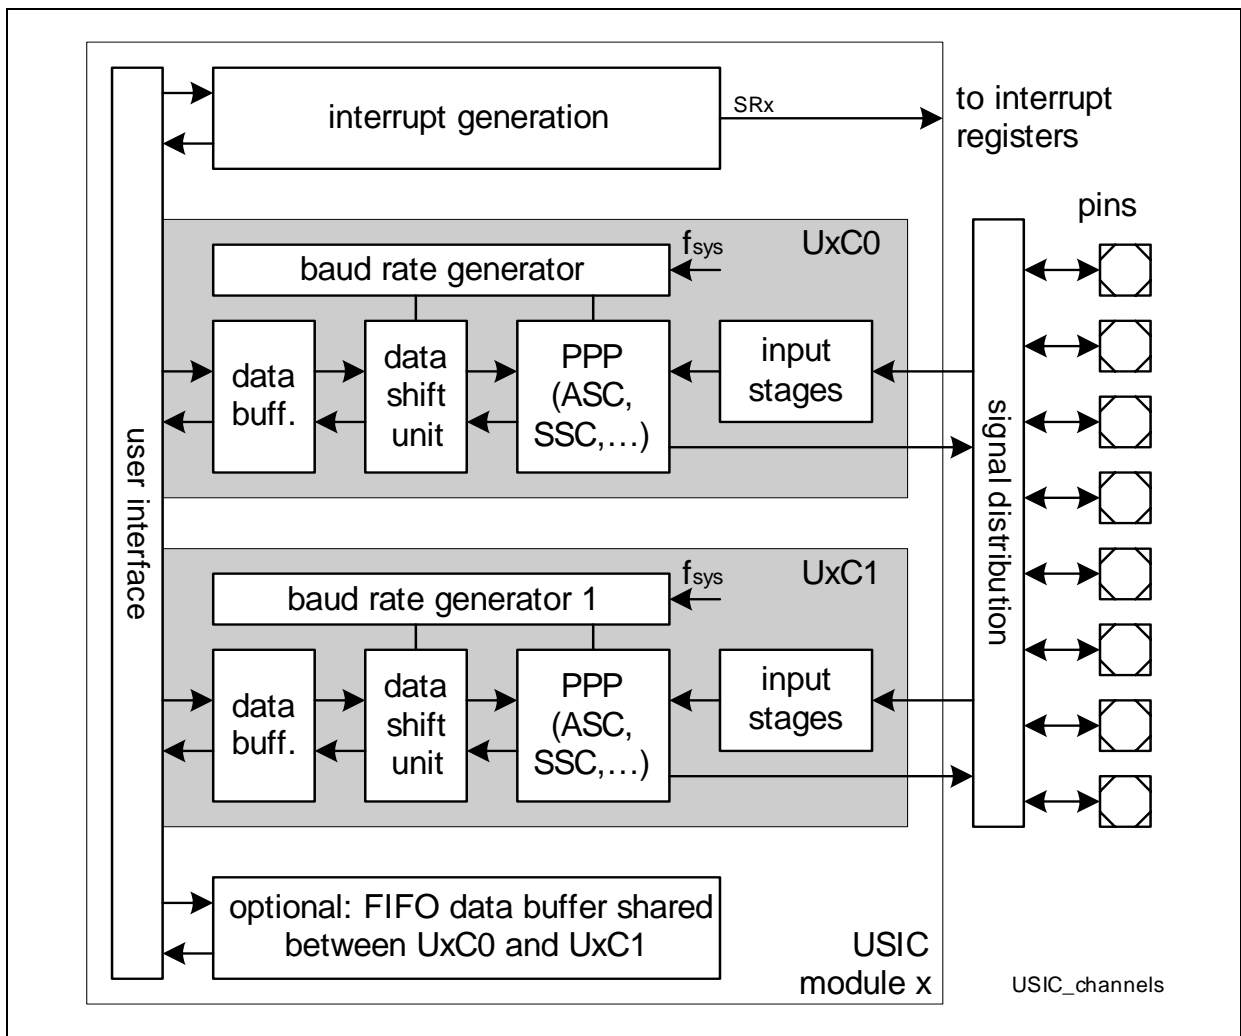 interrupt generation
SRx
to interrupt
registers
pins
fsys
UxC0
baud rate generator
data
buff.
data
shift
unit
PPP
(ASC,
SSC,...)
input
stages
user interface
signal distribution
fsys
UxC1
baud rate generator 1
data
buff.
data
shift
unit
PPP
(ASC,
SSC,...)
input
stages
optional: FIFO data buffer shared
between UxC0 and UxC1
USIC
module x
USIC_channels